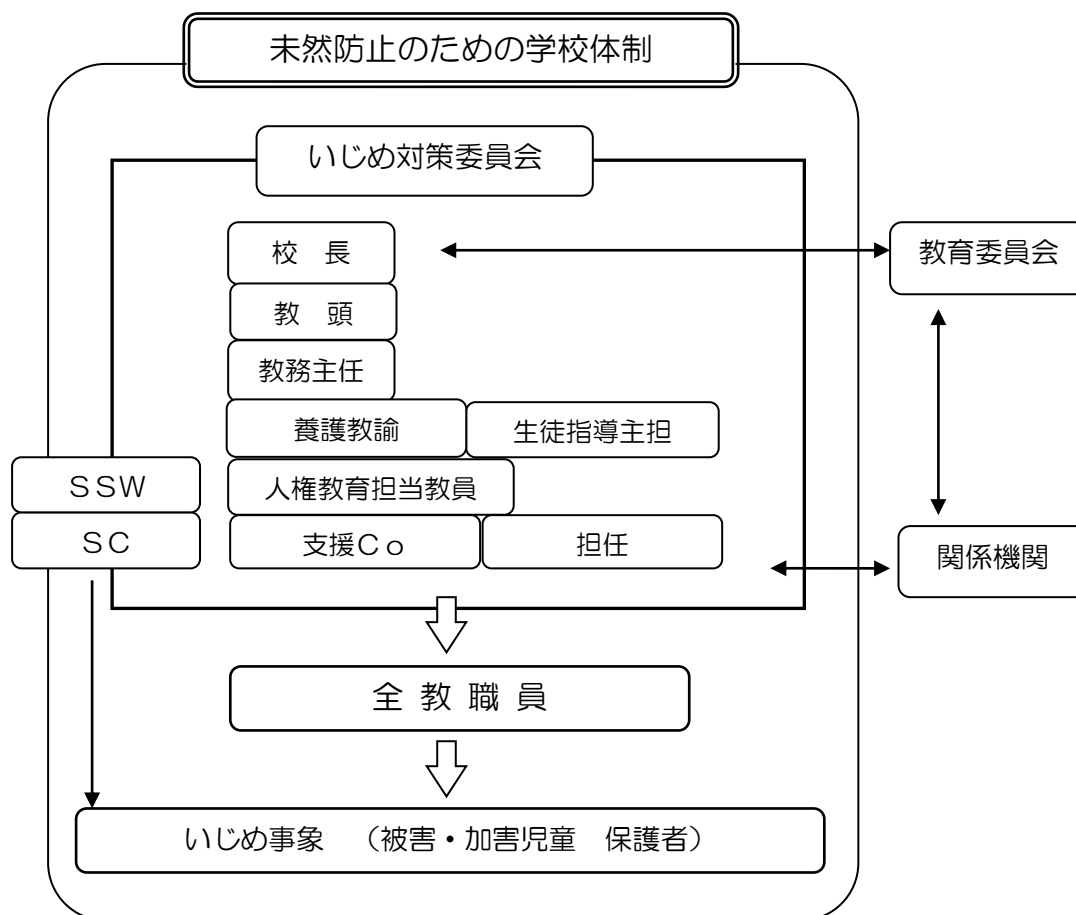 未然防止のための学校体制
いじめ対策委員会
校　長
教育委員会
教　頭
教務主任
養護教諭
生徒指導主担
ＳＳＷ
人権教育担当教員
ＳＣ
支援Ｃｏ
担任
関係機関
全 教 職 員
いじめ事象　（被害・加害児童　保護者）